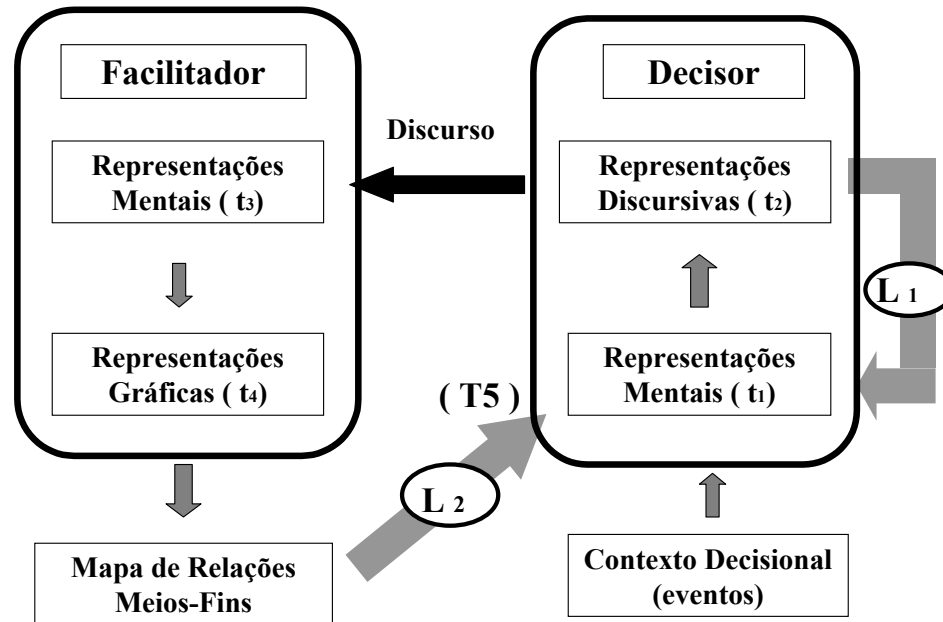 Facilitador
Representações
Mentais ( t3)
Representações
Gráficas ( t4)
Mapa de Relações
Meios-Fins
Discurso
Decisor
Representações
Discursivas ( t2)
Representações
Mentais ( t1)
Contexto Decisional
(eventos)
L 1
( T5 )
L 2